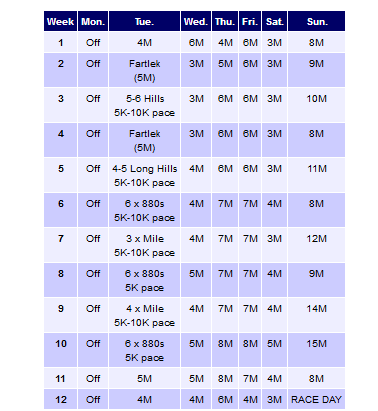 Week Mon. Tue. Wed. Thu. Fri. Sat. Sun.
1 Off 4M 6M 4M 6M 3M 8M
2 Off Fartlek (5M) 3M 5M 6M 3M 9M
3 Off 5-6 Hills 5K-10K pace 3M 6M 6M 3M 10M
4 Off Fartlek (5M) 3M 6M 6M 3M 8M
5 Off 4-5 Long Hills 5K-10K pace 4M 6M 6M 3M 11M
6 Off 6 x 880s 5K-10K pace 4M 7M 7M 4M 8M
7 Off 3 x Mile 5K-10K pace 4M 7M 7M 3M 12M
8 Off 6 x 880s 5K pace 5M 7M 7M 4M 9M
9 Off 4 x Mile 5K-10K pace 4M 7M 7M 4M 14M
10 Off 6 x 880s 5K pace 5M 8M 8M 5M 15M
11 Off 5M 5M 8M 7M 4M 8M
12 Off 4M 4M 6M 4M 3M RACE DAY